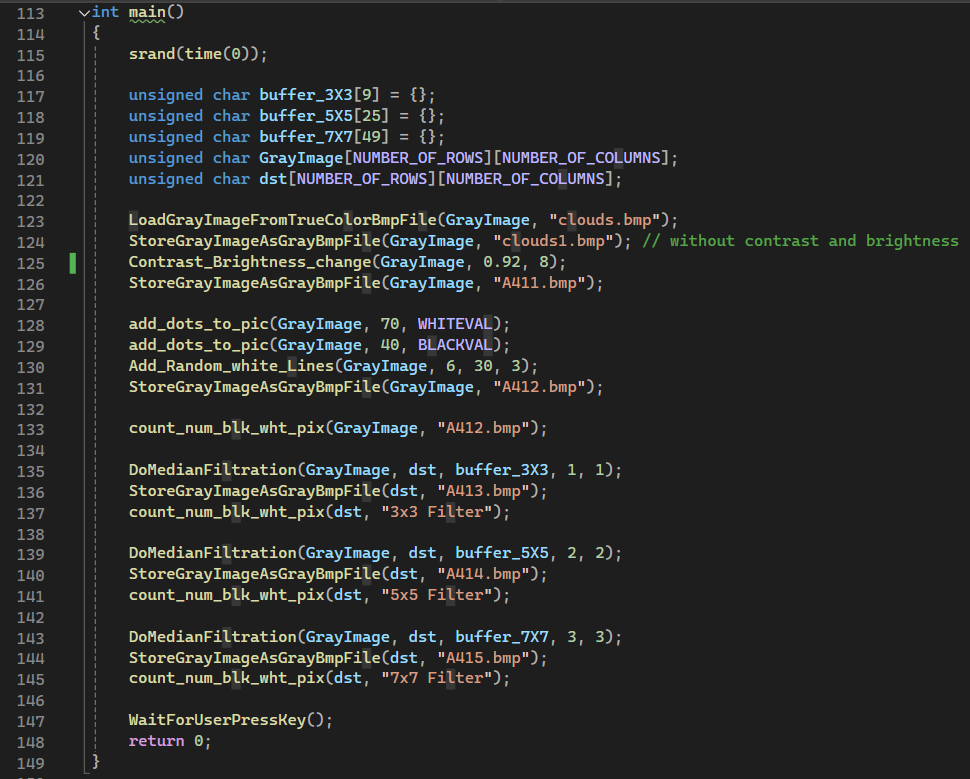 113 int main()
114 {
115 srand(time(0));
116
117 unsigned char buffer_3X3[9] = {};
118 unsigned char buffer_5X5[25] = {};
119 unsigned char buffer_7X7[49] = {};
120 unsigned char GrayImage[NUMBER_OF_ROWS][NUMBER_OF_COLUMNS];
121 unsigned char dst[NUMBER_OF_ROWS][NUMBER_OF_COLUMNS];
122
123 LoadGrayImageFromTrueColorBmpFile(GrayImage, "clouds.bmp");
124 StoreGrayImageAsGrayBmpFile(GrayImage, "clouds1.bmp"); // without contrast and brightness
125 Contrast_Brightness_change(GrayImage, 0.92, 8);
126 StoreGrayImageAsGrayBmpFile(GrayImage, "A411.bmp");
127
128 add_dots_to_pic(GrayImage, 70, WHITEVAL);
129 add_dots_to_pic(GrayImage, 40, BLACKVAL);
130 Add_Random_white_Lines(GrayImage, 6, 30, 3);
131 StoreGrayImageAsGrayBmpFile(GrayImage, "A412.bmp");
132
133 count_num_blk_wht_pix(GrayImage, "A412.bmp");
134
135 DoMedianFiltration(GrayImage, dst, buffer_3X3, 1, 1);
136 StoreGrayImageAsGrayBmpFile(dst, "A413.bmp");
137 count_num_blk_wht_pix(dst, "3x3 Filter");
138
139 DoMedianFiltration(GrayImage, dst, buffer_5X5, 2, 2);
140 StoreGrayImageAsGrayBmpFile(dst, "A414.bmp");
141 count_num_blk_wht_pix(dst, "5x5 Filter");
142
143 DoMedianFiltration(GrayImage, dst, buffer_7X7, 3, 3);
144 StoreGrayImageAsGrayBmpFile(dst, "A415.bmp");
145 count_num_blk_wht_pix(dst, "7x7 Filter");
146
147 WaitForUserPressKey();
148 return 0;
149 }